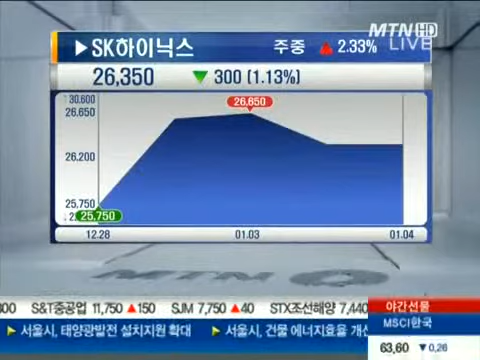 MTN HD
LIVE
▶SK하이닉스 주중 ▲ 2.33%
26,350 ▼ 300 (1.13%)
↑30,600
26,650
26,650
26,200
25,750
25,750
12.28 01.03 01.04
MTN
S&T중공업 11,750 ▲150 SJM 7,750 ▲40 STX조선해양 7,440
야간선물
MSCI한국
▶ 서울시, 태양광발전 설치지원 확대 ▶ 서울시, 건물 에너지효율
63,60 ▼0,26